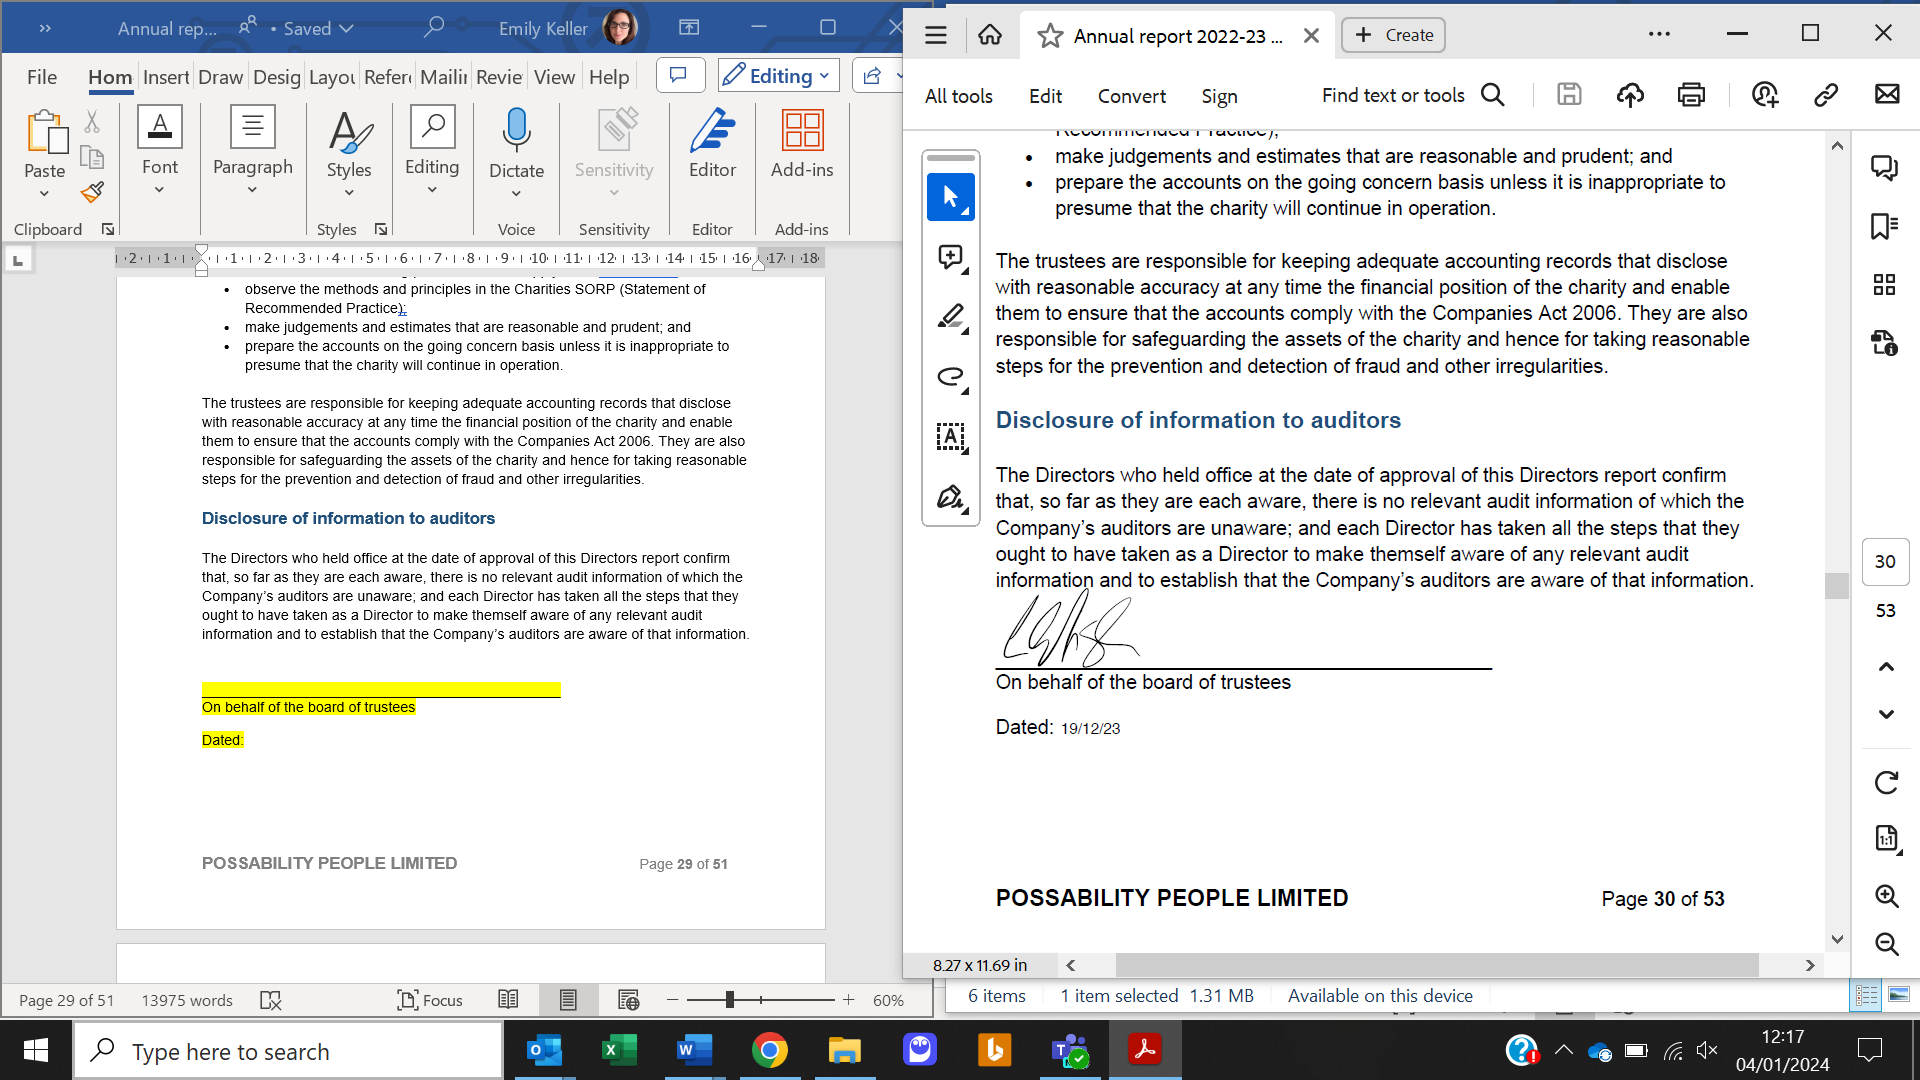 Annual rep...
• Saved
Emily Keller
File
Hom
Insert
Draw
Desig
Layou
Refer
Mailin
Revie
View
Help
Editing
Paste
Font
Paragraph
Styles
Editing
Dictate
Sensitivity
Editor
Add-ins
Clipboard
Styles
Voice
Sensitivity
Editor
Add-ins
2 1 1 2 3 4 5 6 7 8 9 10 11 12 13 14 15 16 17 18
• observe the methods and principles in the Charities SORP (Statement of
Recommended Practice);
• make judgements and estimates that are reasonable and prudent; and
• prepare the accounts on the going concern basis unless it is inappropriate to
presume that the charity will continue in operation.
The trustees are responsible for keeping adequate accounting records that disclose
with reasonable accuracy at any time the financial position of the charity and enable
them to ensure that the accounts comply with the Companies Act 2006. They are also
responsible for safeguarding the assets of the charity and hence for taking reasonable
steps for the prevention and detection of fraud and other irregularities.
Disclosure of information to auditors
The Directors who held office at the date of approval of this Directors report confirm
that, so far as they are each aware, there is no relevant audit information of which the
Company's auditors are unaware; and each Director has taken all the steps that they
ought to have taken as a Director to make themself aware of any relevant audit
information and to establish that the Company's auditors are aware of that information.
On behalf of the board of trustees
Dated:
POSSABILITY PEOPLE LIMITED
Page 29 of 51
Page 29 of 51
13975 words
Focus
60%
Annual report 2022-23 ...
Create
All tools
Edit
Convert
Sign
Find text or tools
Recommended Practice);
• make judgements and estimates that are reasonable and prudent; and
• prepare the accounts on the going concern basis unless it is inappropriate to
presume that the charity will continue in operation.
The trustees are responsible for keeping adequate accounting records that disclose
with reasonable accuracy at any time the financial position of the charity and enable
them to ensure that the accounts comply with the Companies Act 2006. They are also
responsible for safeguarding the assets of the charity and hence for taking reasonable
steps for the prevention and detection of fraud and other irregularities.
Disclosure of information to auditors
The Directors who held office at the date of approval of this Directors report confirm
that, so far as they are each aware, there is no relevant audit information of which the
Company's auditors are unaware; and each Director has taken all the steps that they
ought to have taken as a Director to make themself aware of any relevant audit
information and to establish that the Company's auditors are aware of that information.
On behalf of the board of trustees
Dated: 19/12/23
POSSABILITY PEOPLE LIMITED
Page 30 of 53
30
53
8.27 x 11.69 in
6 items
1 item selected 1.31 MB
Available on this device
Type here to search
12:17
04/01/2024